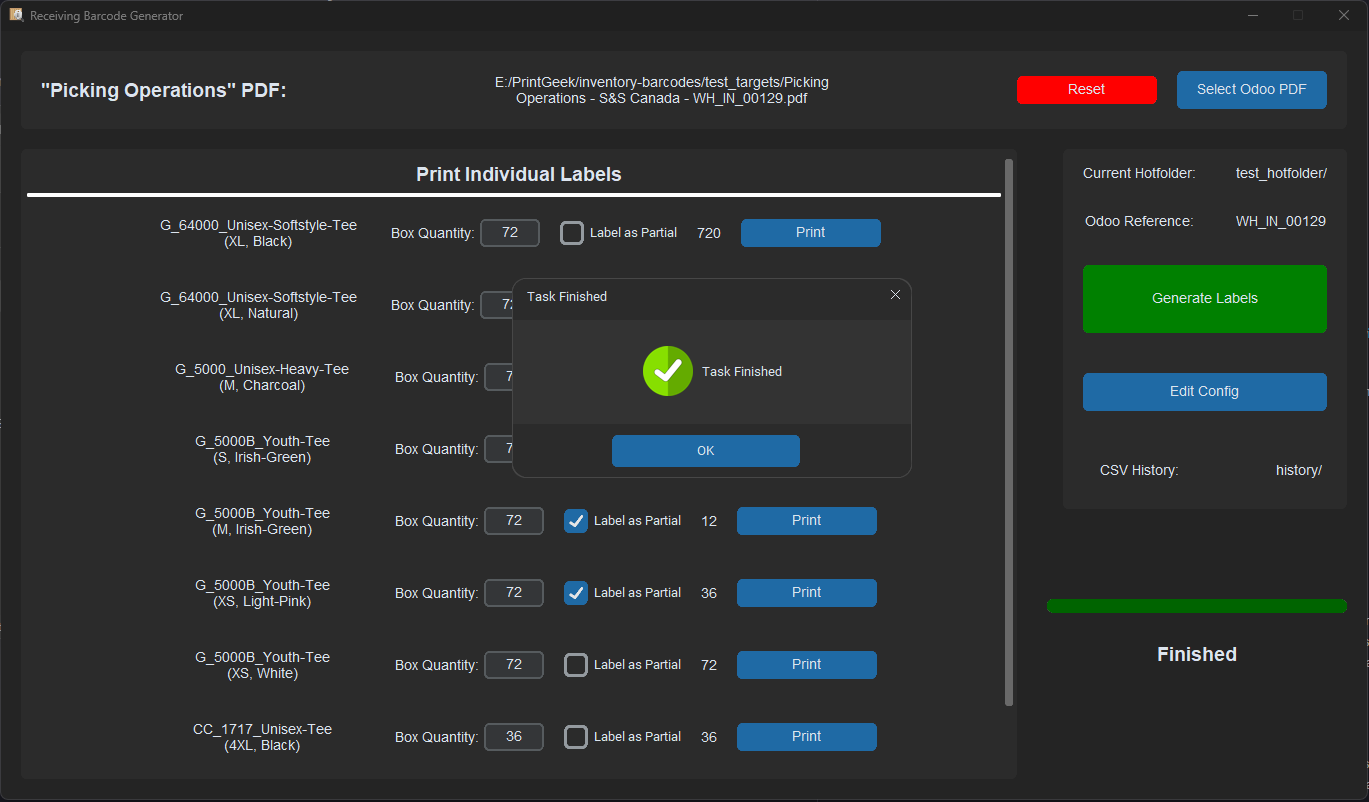 Receiving Barcode Generator
"Picking Operations" PDF:
E:/PrintGeek/inventory-barcodes/test_targets/Picking
Operations - S&S Canada - WH_IN_00129.pdf
Reset
Select Odoo PDF
Print Individual Labels
G_64000_Unisex-Softstyle-Tee
(XL, Black)
Box Quantity:
72
Label as Partial
720
Print
G_64000_Unisex-Softstyle-Tee
(XL, Natural)
Box Quantity:
G_5000_Unisex-Heavy-Tee
(M, Charcoal)
Box Quantity:
G_5000B_Youth-Tee
(S, Irish-Green)
Box Quantity:
Task Finished
Task Finished
OK
G_5000B_Youth-Tee
(M, Irish-Green)
Box Quantity:
72
Label as Partial
12
Print
G_5000B_Youth-Tee
(XS, Light-Pink)
Box Quantity:
72
Label as Partial
36
Print
G_5000B_Youth-Tee
(XS, White)
Box Quantity:
72
Label as Partial
72
Print
CC_1717_Unisex-Tee
(4XL, Black)
Box Quantity:
36
Label as Partial
36
Print
Current Hotfolder:
test_hotfolder/
Odoo Reference:
WH_IN_00129
Generate Labels
Edit Config
CSV History:
history/
Finished